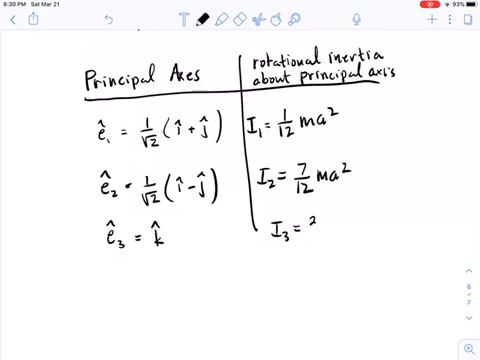 8:30 PM Sat Mar 21
93%
Principal Axes
rotational inertia
about principal axis
ê₁ = 1/√2 (î + ĵ)
I₁ = 1/12 ma²
ê₂ = 1/√2 (î - ĵ)
I₂ = 7/12 ma²
ê₃ = k̂
I₃ = 2
6
/
7